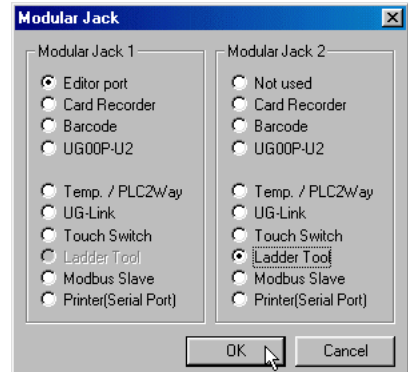 Modular Jack
Modular Jack 1
Editor port
Card Recorder
Barcode
UG00P-U2
Temp. / PLC2Way
UG-Link
Touch Switch
Ladder Tool
Modbus Slave
Printer(Serial Port)
Modular Jack 2
Not used
Card Recorder
Barcode
UG00P-U2
Temp. / PLC2Way
UG-Link
Touch Switch
Ladder Tool
Modbus Slave
Printer(Serial Port)
OK
Cancel